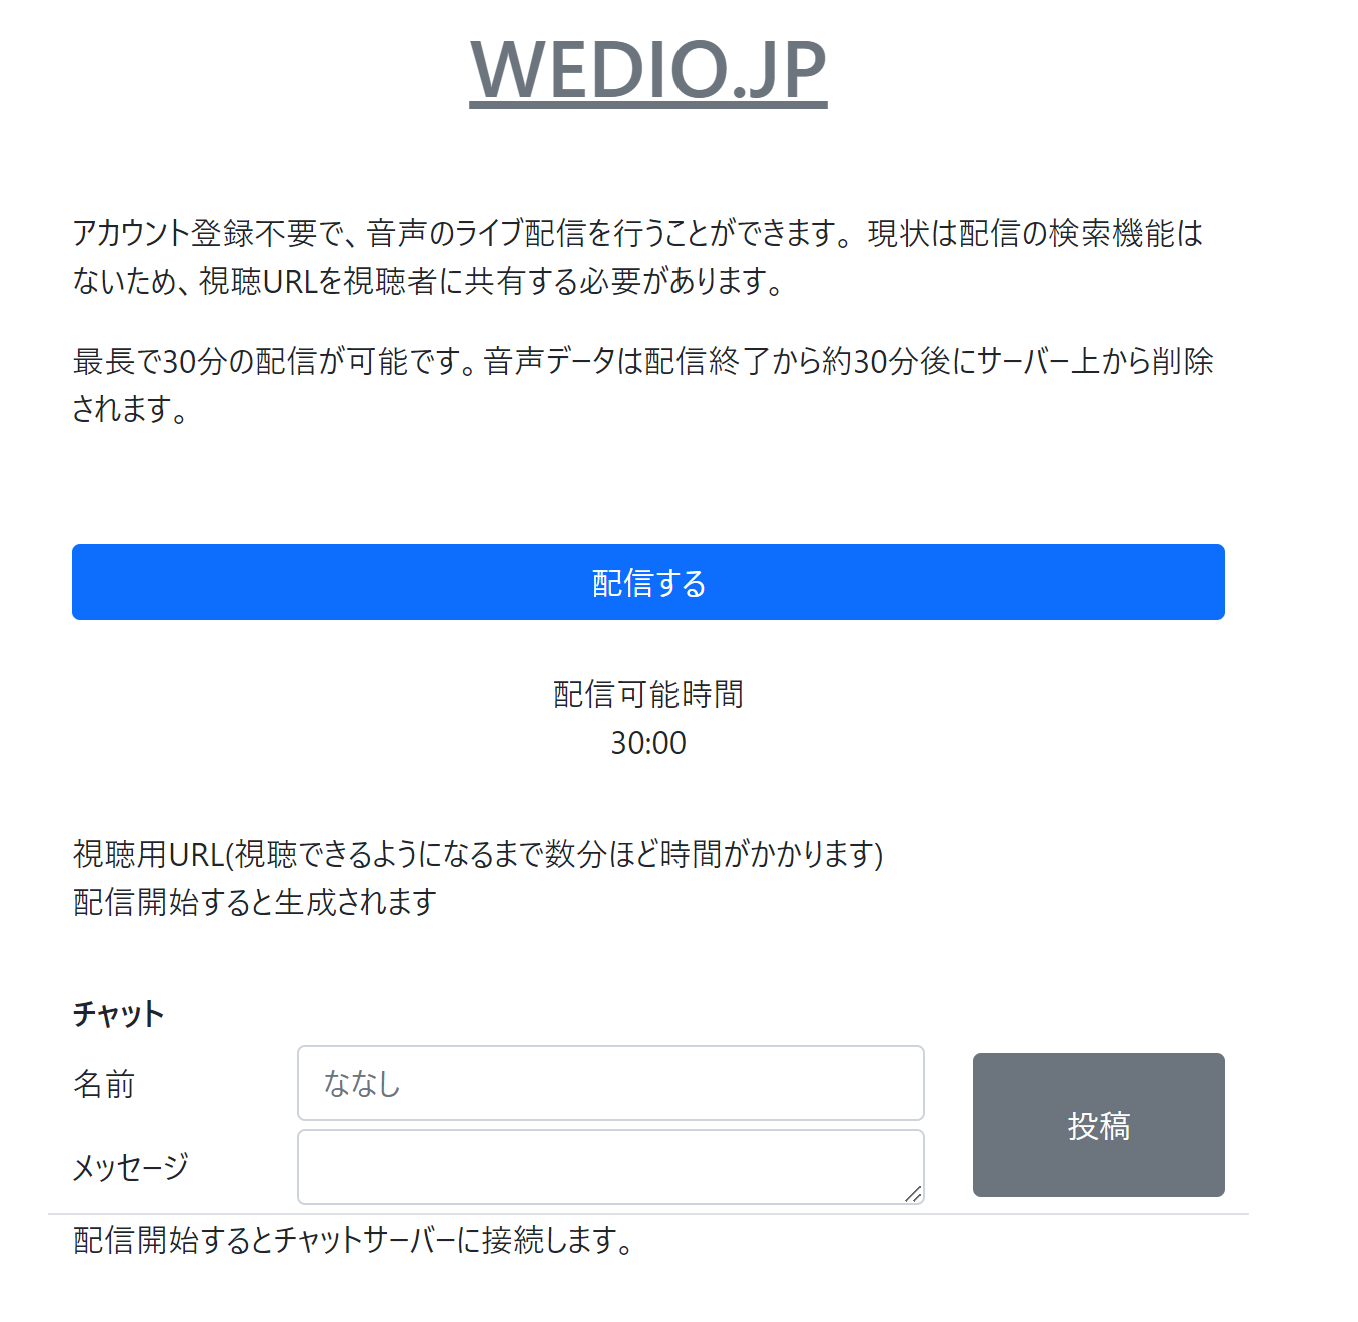 WEDIO.JP
アカウント登録不要で、音声のライブ配信を行うことができます。 現状は配信の検索機能は
ないため、視聴URLを視聴者に共有する必要があります。
最長で30分の配信が可能です。音声データは配信終了から約30分後にサーバー上から削除
されます。
配信する
配信可能時間
30:00
視聴用URL(視聴できるようになるまで数分ほど時間がかかります)
配信開始すると生成されます
チャット
名前
ななし
投稿
メッセージ
配信開始するとチャットサーバーに接続します。